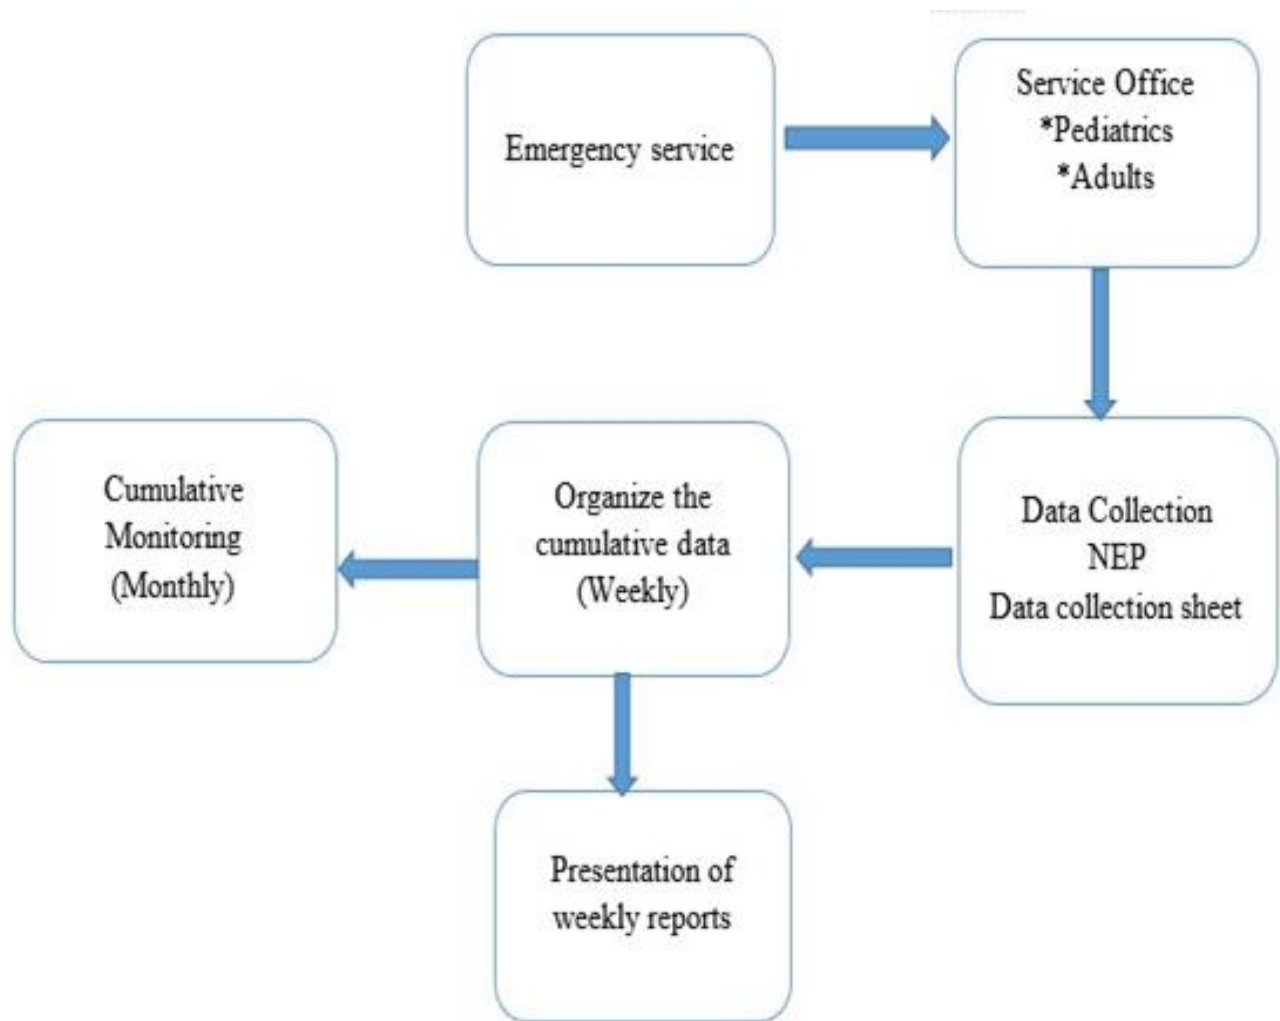 Emergency service
Service Office
*Pediatrics
*Adults
Data Collection
NEP
Data collection sheet
Organize the
cumulative data
(Weekly)
Cumulative
Monitoring
(Monthly)
Presentation of
weekly reports